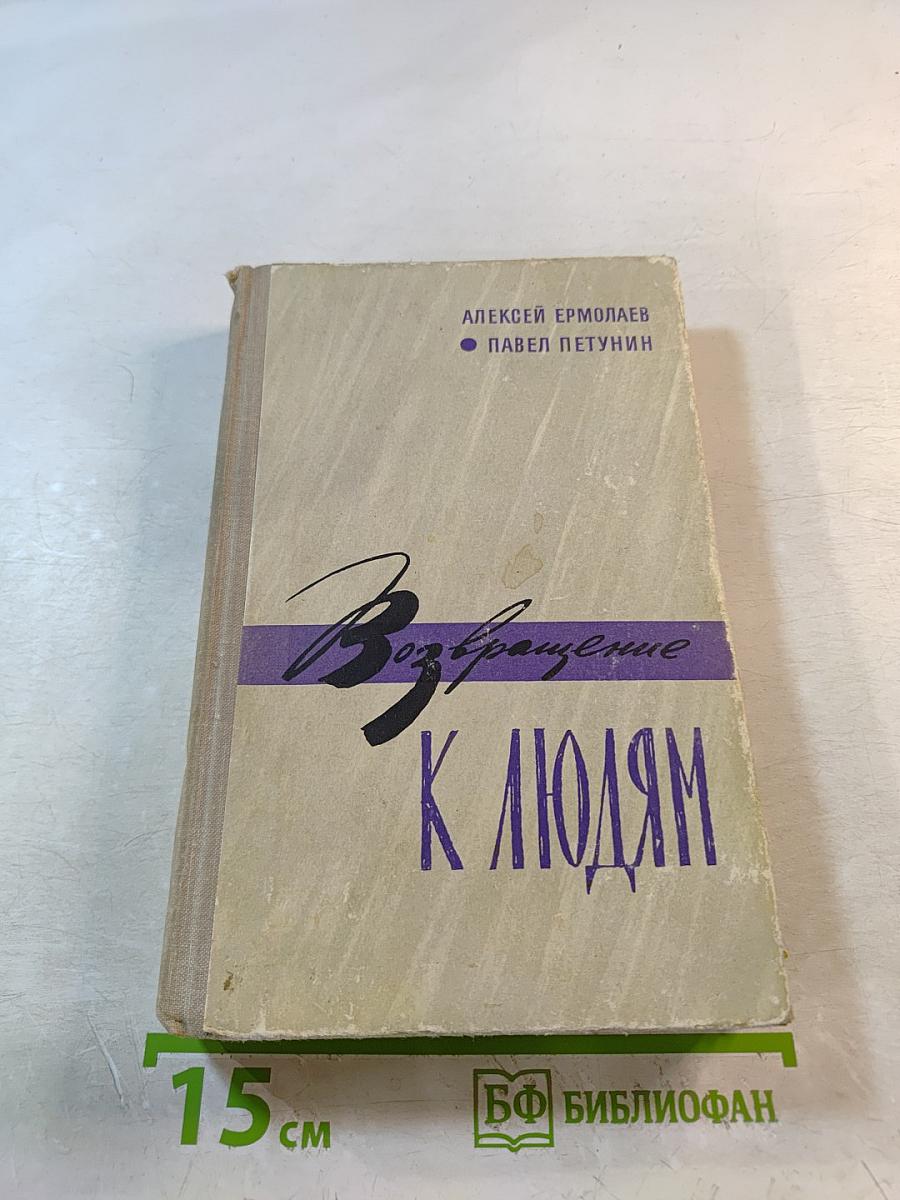 АЛЕКСЕЙ ЕРМОЛАЕВ
• ПАВЕЛ ПЕТУНИН
Возвращение
К ЛЮДЯМ
15 см
БФ БИБЛИОФАН